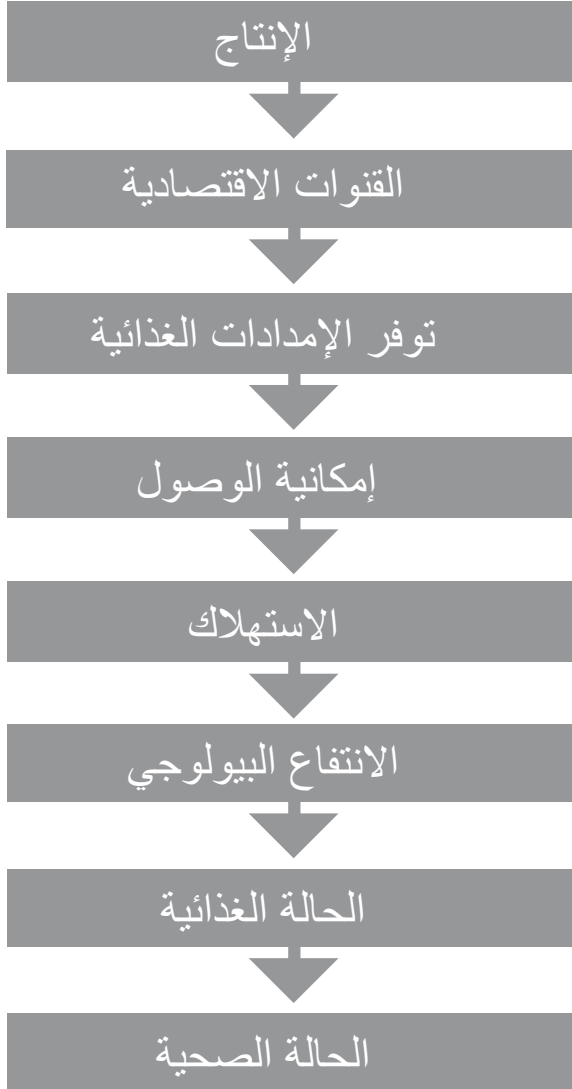 الإنتاج
القنوات الاقتصادية
توفر الإمدادات الغذائية
إمكانية الوصول
الاستهلاك
الانتفاع البيولوجي
الحالة الغذائية
الحالة الصحية